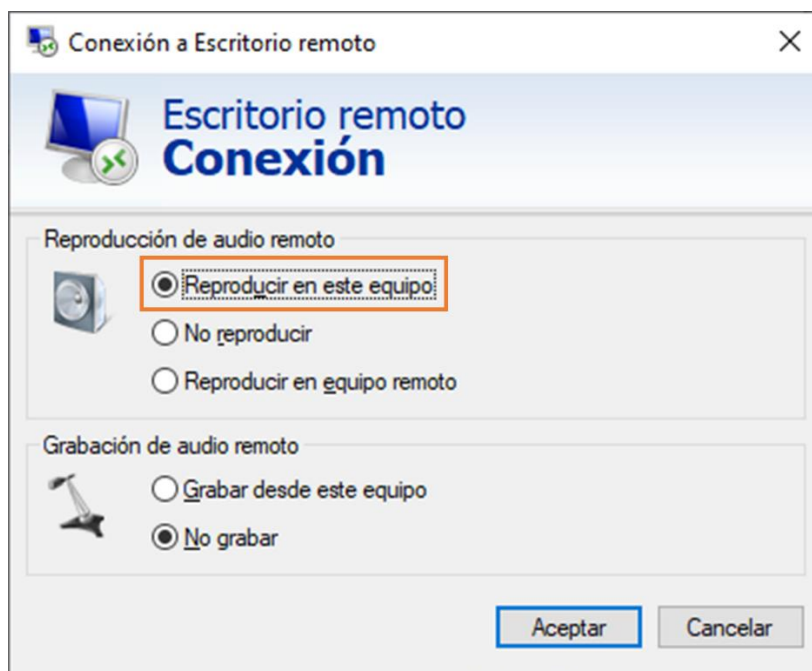 Conexión a Escritorio remoto
Escritorio remoto
Conexión
Reproducción de audio remoto
Reproducir en este equipo
No reproducir
Reproducir en equipo remoto
Grabación de audio remoto
Grabar desde este equipo
No grabar
Aceptar
Cancelar